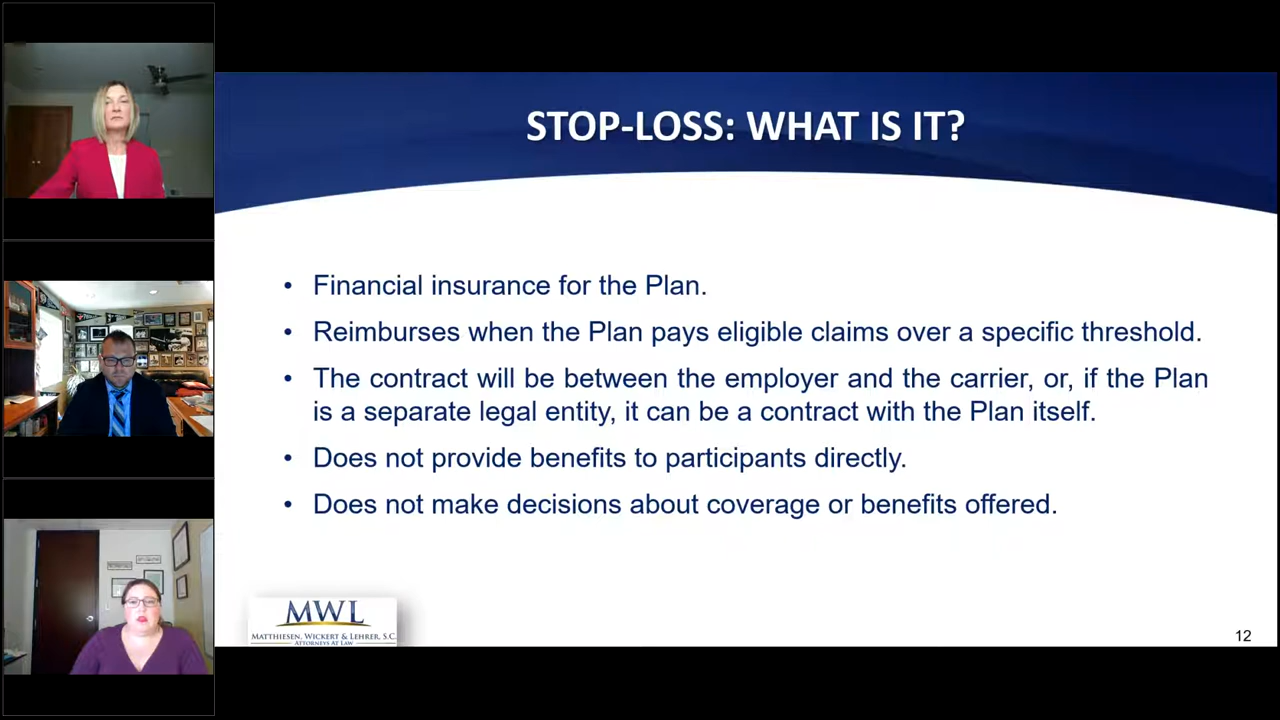 STOP-LOSS: WHAT IS IT?
• Financial insurance for the Plan.
• Reimburses when the Plan pays eligible claims over a specific threshold.
• The contract will be between the employer and the carrier, or, if the Plan
is a separate legal entity, it can be a contract with the Plan itself.
• Does not provide benefits to participants directly.
• Does not make decisions about coverage or benefits offered.
MWL
MATTHIESEN, WICKERT & LEHRER, S.C.
ATTORNEYS AT LAW
12